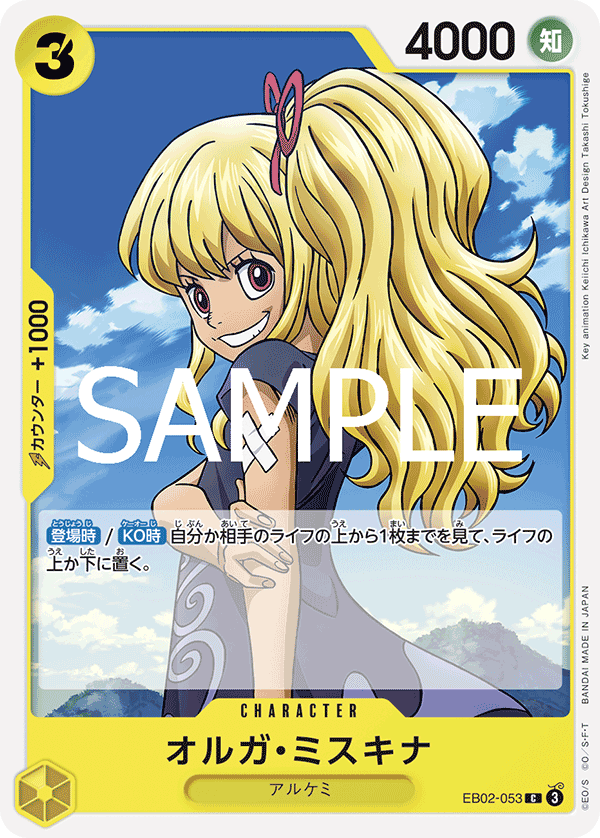 3
4000 知
Key animation Keiichi Ichikawa Art Design Takashi Tokushige
カウンター +1000
SAMPLE
登場時 / KO時 自分か相手のライフの上から1枚までを見て、ライフの
上か下に置く。
CHARACTER
オルガ・ミスキナ
アルケミ
EB02-053 C 3
©EO/S ©O/S・F・T BANDAI MADE IN JAPAN